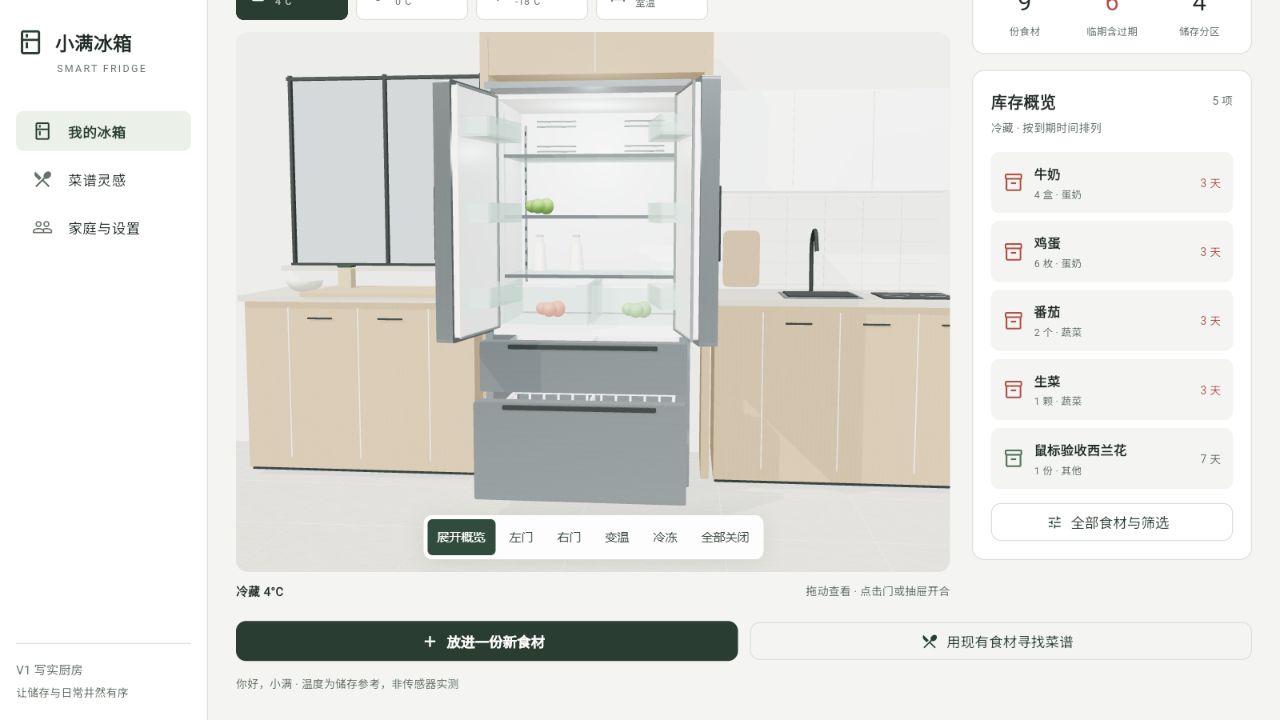 小满冰箱
SMART FRIDGE
我的冰箱
菜谱灵感
家庭与设置
V1 写实厨房
让储存与日常井然有序
4°C
0°C
-18°C
室温
展开概览
左门
右门
变温
冷冻
全部关闭
冷藏 4°C
拖动查看 · 点击门或抽屉开合
放进一份新食材
用现有食材寻找菜谱
你好，小满 · 温度为储存参考，非传感器实测
9
6
4
份食材
临期含过期
储存分区
库存概览
5 项
冷藏 · 按到期时间排列
牛奶
4 盒 · 蛋奶
3 天
鸡蛋
6 枚 · 蛋奶
3 天
番茄
2 个 · 蔬菜
3 天
生菜
1 颗 · 蔬菜
3 天
鼠标验收西兰花
1 份 · 其他
7 天
全部食材与筛选